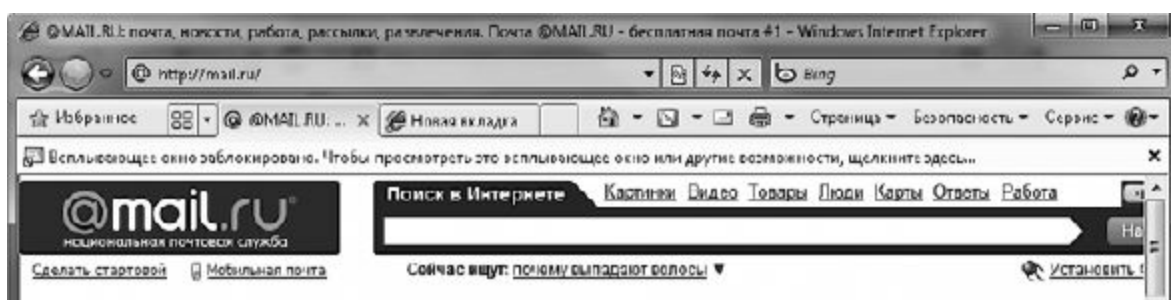 @MAIL.RU: почта, новости, работа, рассылки, развлечения. Почта @MAIL.RU - бесплатная почта #1 - Windows Internet Explorer
http://mail.ru/
Bing
Избранное @MAIL.RU: ... Новая вкладка Страница Безопасность Сервис
Всплывающее окно заблокировано. Чтобы просмотреть это всплывающее окно или другие возможности, щелкните здесь...
@mail.ru
национальная почтовая служба
Поиск в Интернете Картинки Видео Товары Люди Карты Ответы Работа
На
Сделать стартовой Мобильная почта Сейчас ищут: почему выпадают волосы Установить